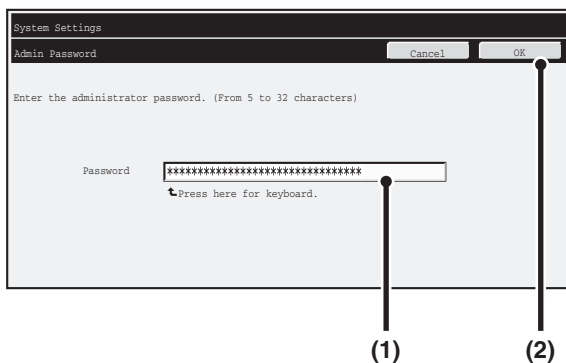 System Settings
Admin Password Cancel OK
Enter the administrator password. (From 5 to 32 characters)
Password ********************************
Press here for keyboard.
(1) (2)